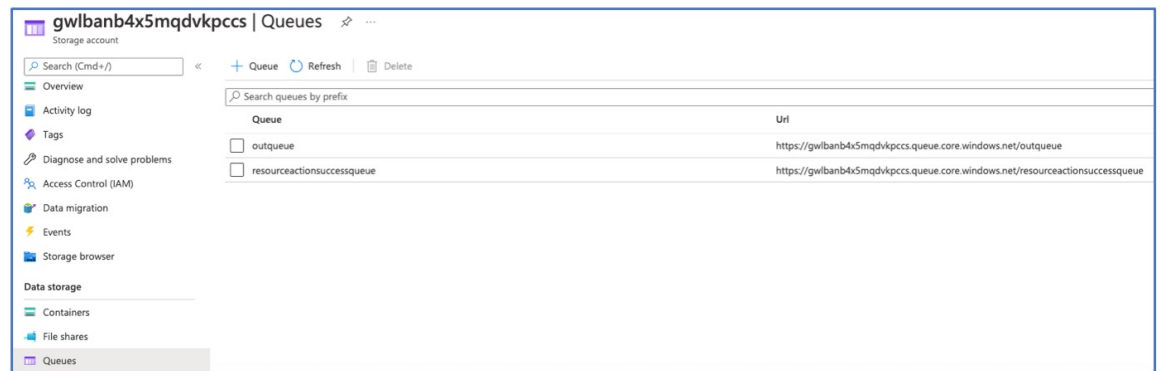 gwlbanb4x5mqdvkpccs | Queues ...
Storage account
Search (Cmd+/) «
Overview
Activity log
Tags
Diagnose and solve problems
Access Control (IAM)
Data migration
Events
Storage browser
Data storage
Containers
File shares
Queues
+ Queue Refresh Delete
Search queues by prefix
Queue Url
outqueue https://gwlbanb4x5mqdvkpccs.queue.core.windows.net/outqueue
resourceactionsuccessqueue https://gwlbanb4x5mqdvkpccs.queue.core.windows.net/resourceactionsuccessqueue